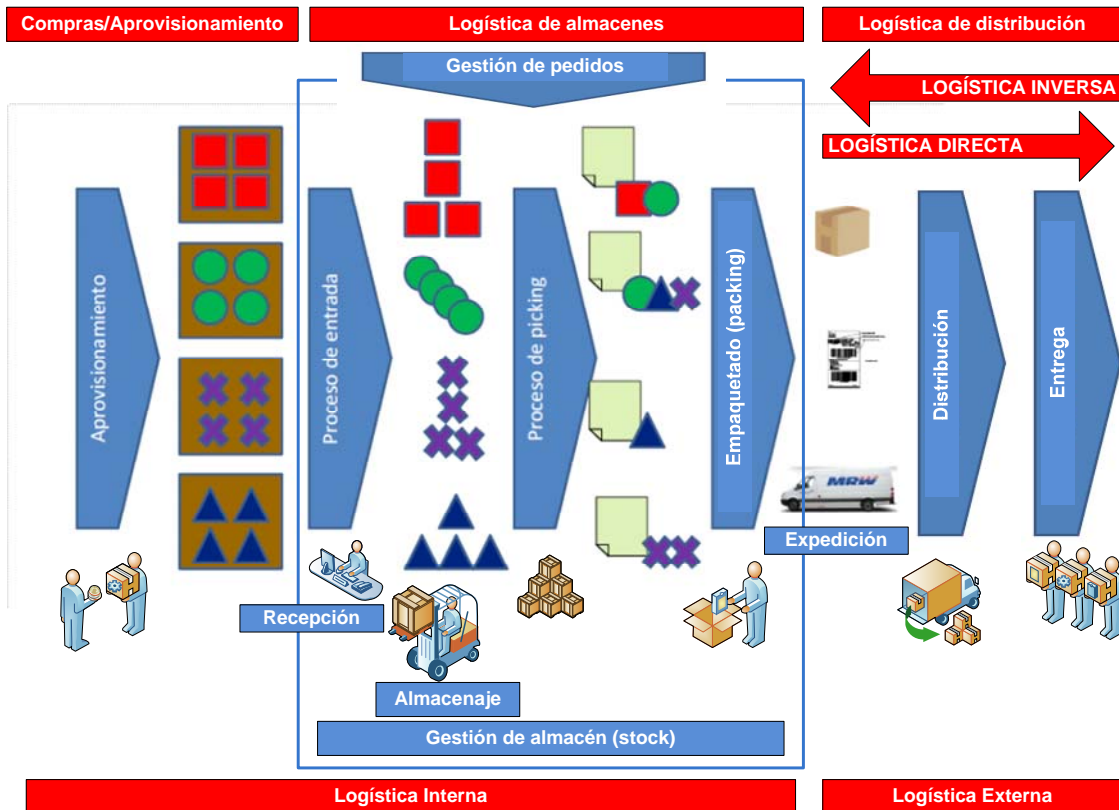 Compras/Aprovisionamiento
Logística de almacenes
Logística de distribución
Gestión de pedidos
LOGÍSTICA INVERSA
LOGÍSTICA DIRECTA
Aprovisionamiento
Proceso de entrada
Proceso de picking
Empaquetado (packing)
Distribución
Entrega
MRW
Expedición
Recepción
Almacenaje
Gestión de almacén (stock)
Logística Interna
Logística Externa